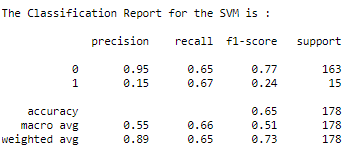 The Classification Report for the SVM is :
precision recall f1-score support
0 0.95 0.65 0.77 163
1 0.15 0.67 0.24 15
accuracy 0.65 178
macro avg 0.55 0.66 0.51 178
weighted avg 0.89 0.65 0.73 178